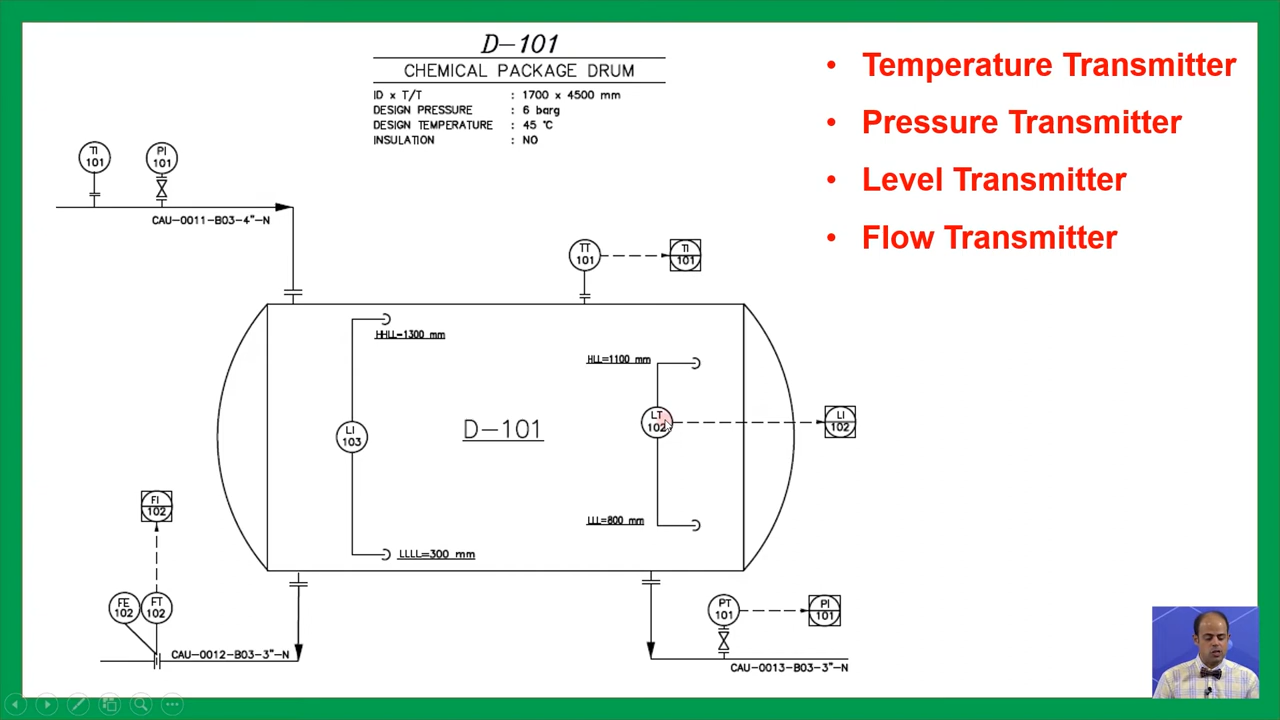 D-101
CHEMICAL PACKAGE DRUM
ID x T/T : 1700 x 4500 mm
DESIGN PRESSURE : 6 barg
DESIGN TEMPERATURE : 45 °C
INSULATION : NO
• Temperature Transmitter
• Pressure Transmitter
• Level Transmitter
• Flow Transmitter
TI
101
PI
101
CAU-0011-B03-4"-N
TT
101
TI
101
HHLL=1300 mm
HLL=1100 mm
LI
103
D-101
LT
102
LI
102
LLL=800 mm
LLLL=300 mm
FI
102
FE
102
FT
102
CAU-0012-B03-3"-N
PT
101
PI
101
CAU-0013-B03-3"-N